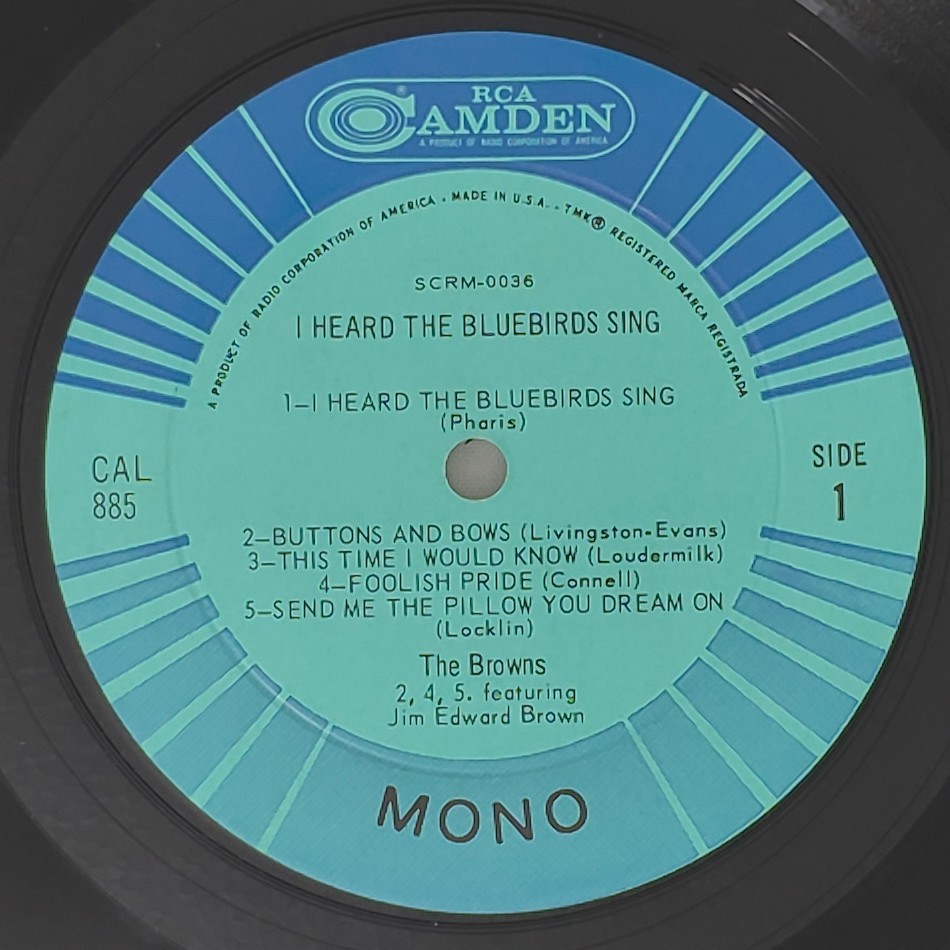 RCA
CAMDEN ®
A PRODUCT OF RADIO CORPORATION OF AMERICA
A PRODUCT OF RADIO CORPORATION OF AMERICA · MADE IN U.S.A. · TMK® REGISTERED MARCA REGISTRADA
SCRM-0036
I HEARD THE BLUEBIRDS SING
1–I HEARD THE BLUEBIRDS SING
(Pharis)
CAL
885
SIDE
1
2–BUTTONS AND BOWS (Livingston-Evans)
3–THIS TIME I WOULD KNOW (Loudermilk)
4–FOOLISH PRIDE (Connell)
5–SEND ME THE PILLOW YOU DREAM ON
(Locklin)
The Browns
2, 4, 5. featuring
Jim Edward Brown
MONO